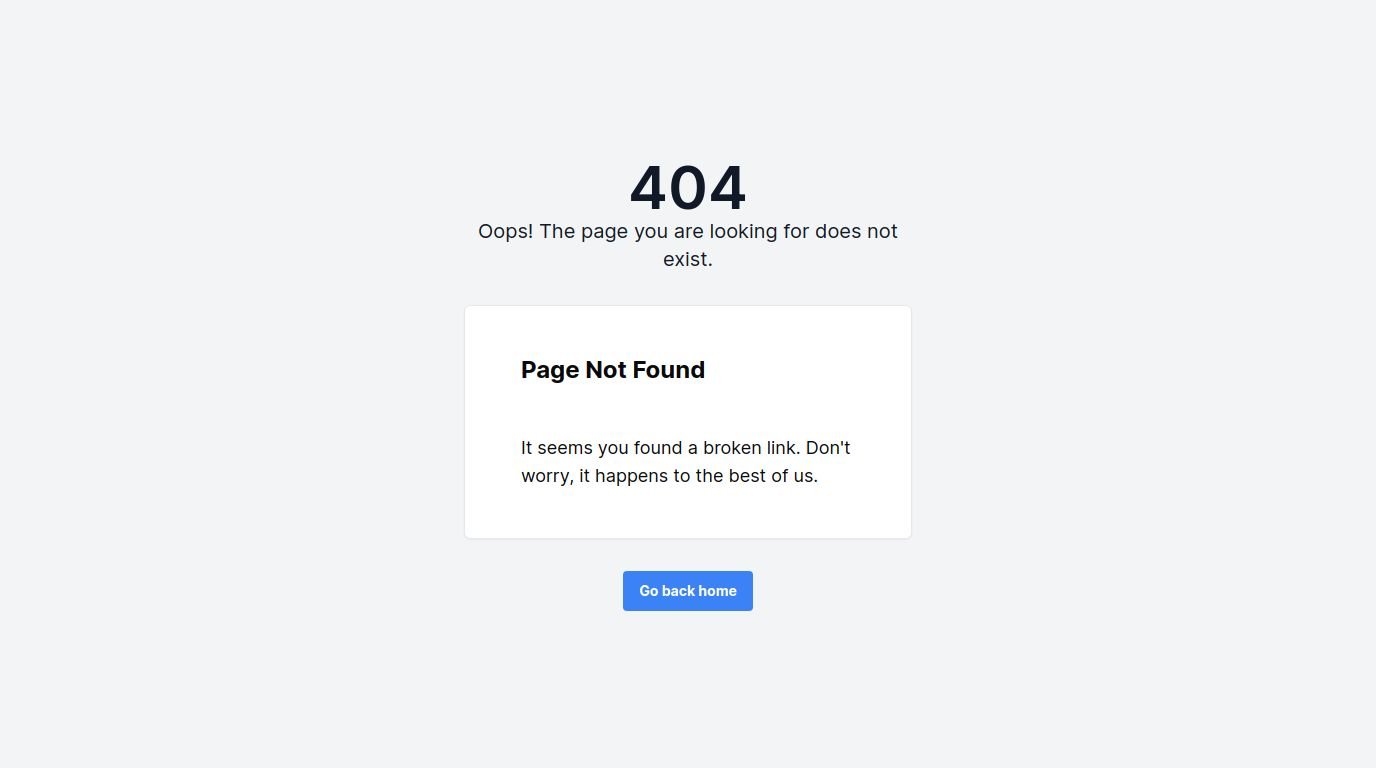 404
Oops! The page you are looking for does not
exist.
Page Not Found
It seems you found a broken link. Don't
worry, it happens to the best of us.
Go back home